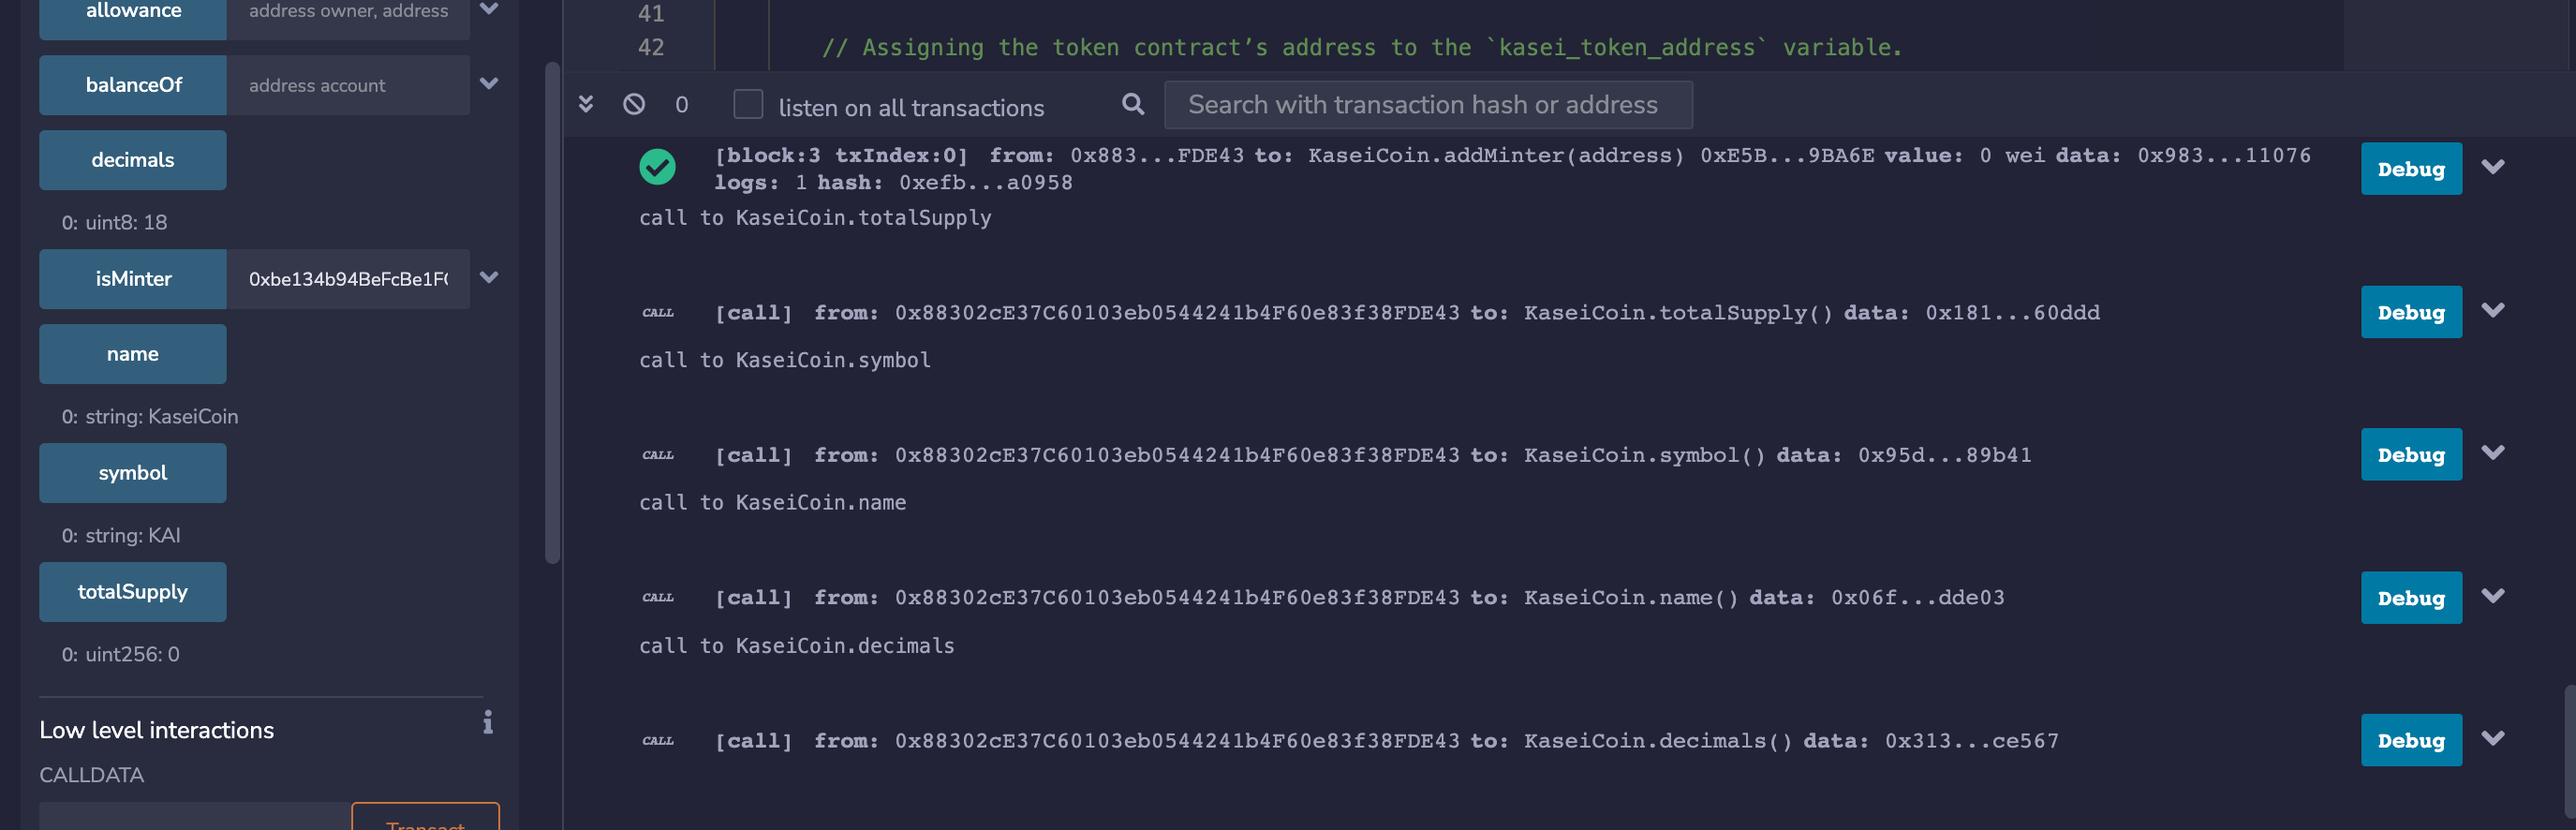 allowance address owner, address
balanceOf address account
decimals
0: uint8: 18
isMinter 0xbe134b94BeFcBe1F
name
0: string: KaseiCoin
symbol
0: string: KAI
totalSupply
0: uint256: 0
Low level interactions i
CALLDATA
Transact
41
42 // Assigning the token contract’s address to the `kasei_token_address` variable.
0 listen on all transactions Search with transaction hash or address
[block:3 txIndex:0] from: 0x883...FDE43 to: KaseiCoin.addMinter(address) 0xE5B...9BA6E value: 0 wei data: 0x983...11076 Debug
logs: 1 hash: 0xefb...a0958
call to KaseiCoin.totalSupply
CALL [call] from: 0x88302cE37C60103eb0544241b4F60e83f38FDE43 to: KaseiCoin.totalSupply() data: 0x181...60ddd Debug
call to KaseiCoin.symbol
CALL [call] from: 0x88302cE37C60103eb0544241b4F60e83f38FDE43 to: KaseiCoin.symbol() data: 0x95d...89b41 Debug
call to KaseiCoin.name
CALL [call] from: 0x88302cE37C60103eb0544241b4F60e83f38FDE43 to: KaseiCoin.name() data: 0x06f...dde03 Debug
call to KaseiCoin.decimals
CALL [call] from: 0x88302cE37C60103eb0544241b4F60e83f38FDE43 to: KaseiCoin.decimals() data: 0x313...ce567 Debug